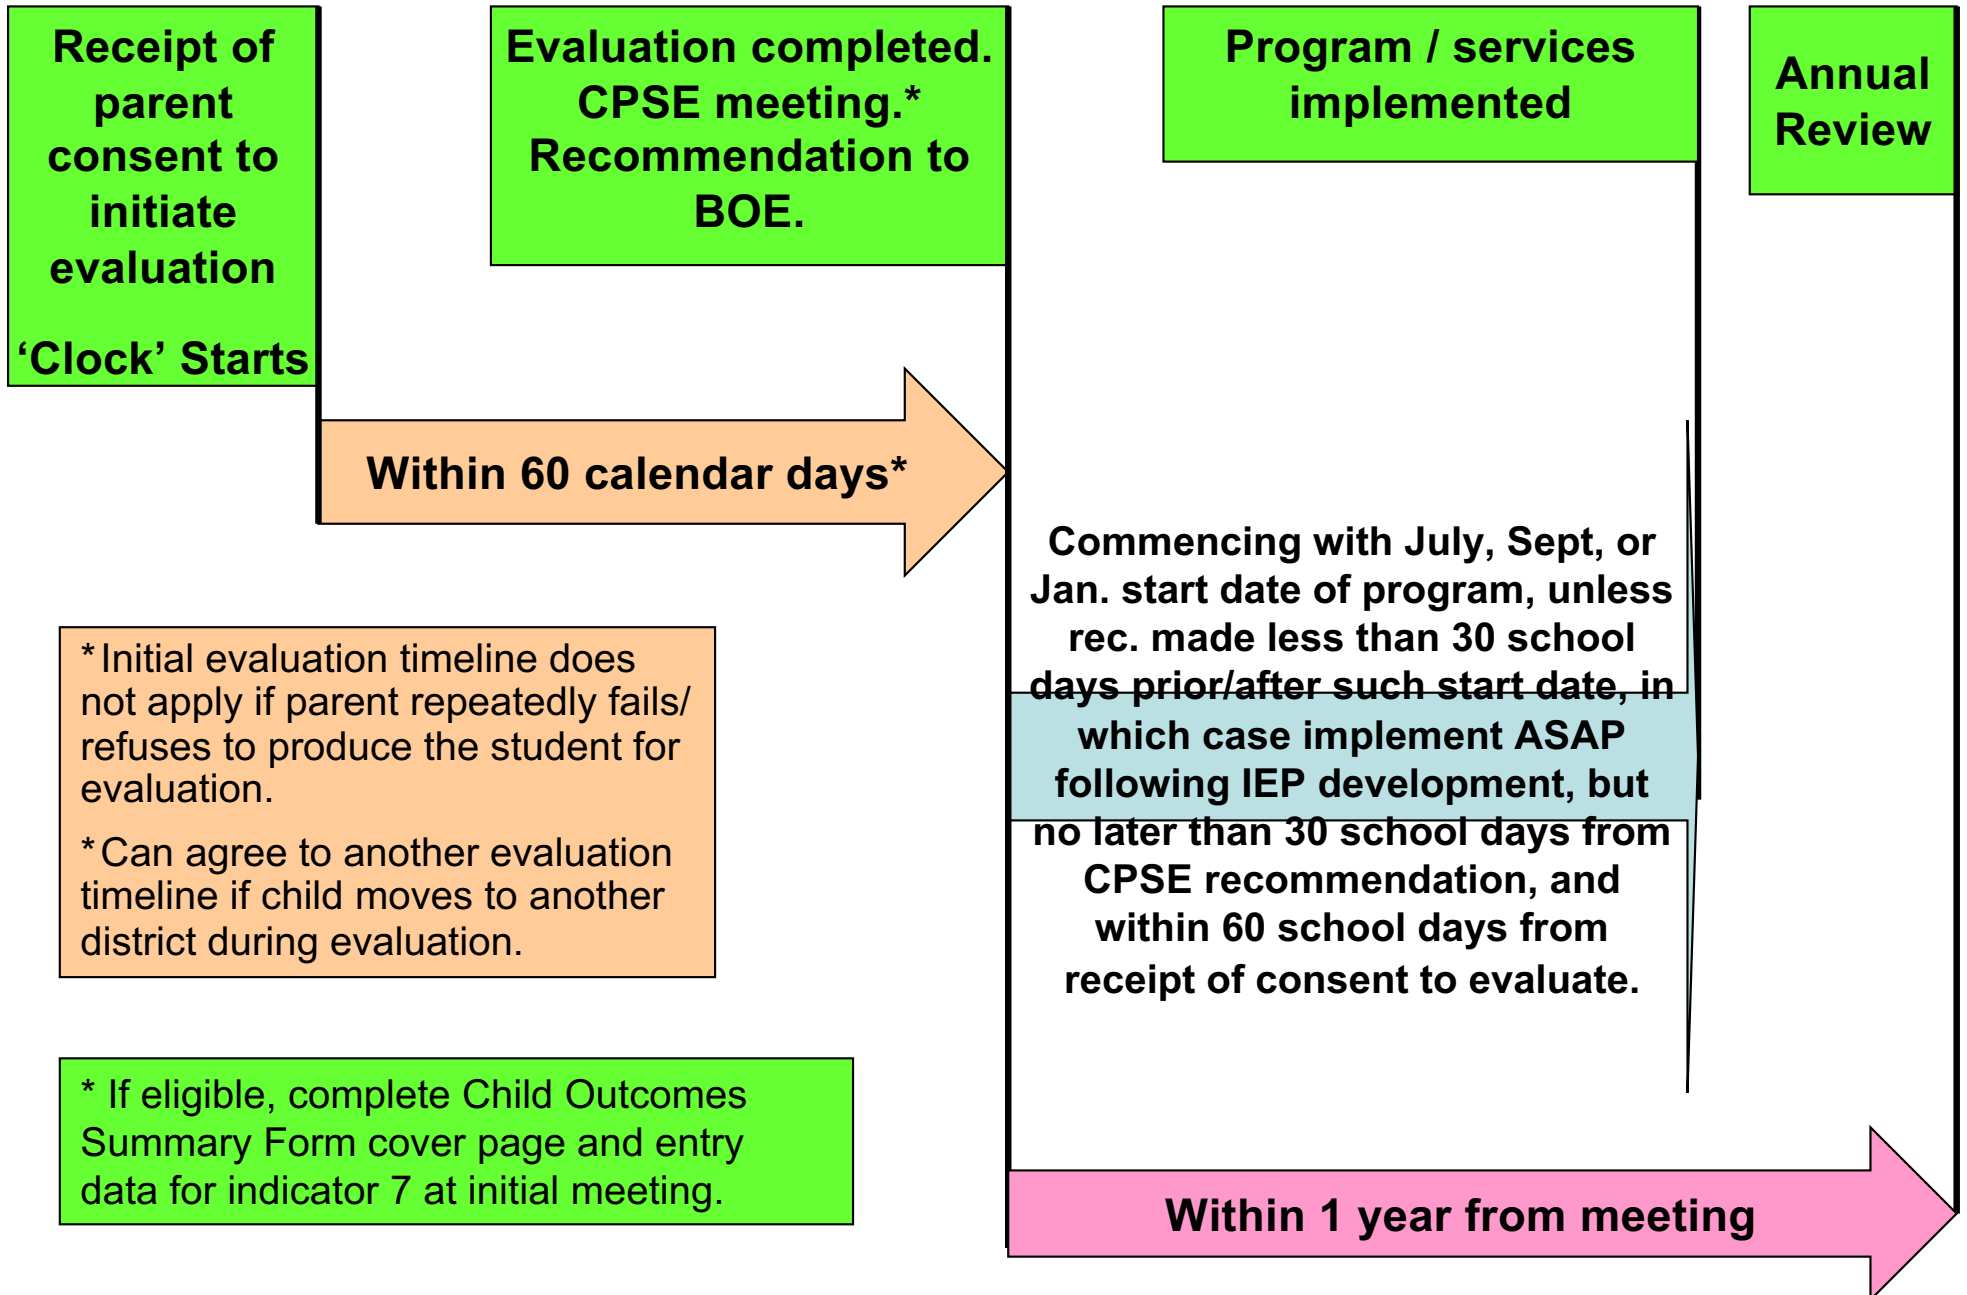 Receipt of
parent
consent to
initiate
evaluation
‘Clock’ Starts
Evaluation completed.
CPSE meeting.*
Recommendation to
BOE.
Program / services
implemented
Annual
Review
Within 60 calendar days*
Commencing with July, Sept, or
Jan. start date of program, unless
rec. made less than 30 school
days prior/after such start date, in
which case implement ASAP
following IEP development, but
no later than 30 school days from
CPSE recommendation, and
within 60 school days from
receipt of consent to evaluate.
*Initial evaluation timeline does
not apply if parent repeatedly fails/
refuses to produce the student for
evaluation.
*Can agree to another evaluation
timeline if child moves to another
district during evaluation.
* If eligible, complete Child Outcomes
Summary Form cover page and entry
data for indicator 7 at initial meeting.
Within 1 year from meeting